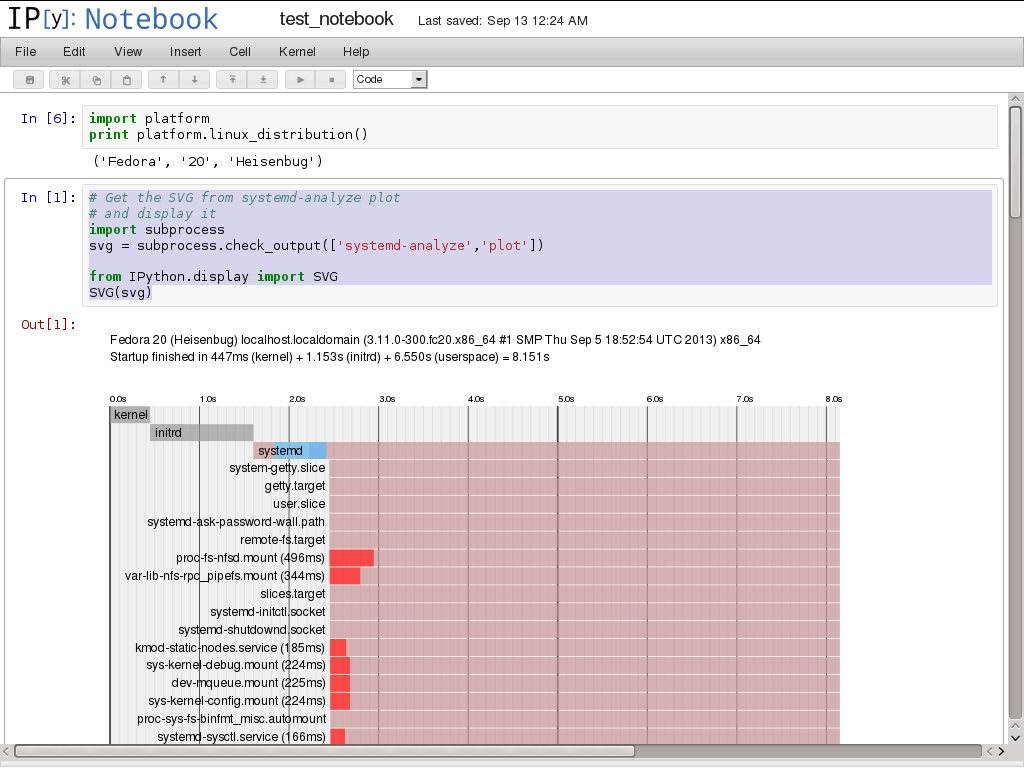 IP[y]: Notebook test_notebook Last saved: Sep 13 12:24 AM
File Edit View Insert Cell Kernel Help
Code
In [6]: import platform
print platform.linux_distribution()
('Fedora', '20', 'Heisenbug')
In [1]: # Get the SVG from systemd-analyze plot
# and display it
import subprocess
svg = subprocess.check_output(['systemd-analyze','plot'])
from IPython.display import SVG
SVG(svg)
Out[1]:
Fedora 20 (Heisenbug) localhost.localdomain (3.11.0-300.fc20.x86_64 #1 SMP Thu Sep 5 18:52:54 UTC 2013) x86_64
Startup finished in 447ms (kernel) + 1.153s (initrd) + 6.550s (userspace) = 8.151s
0.0s 1.0s 2.0s 3.0s 4.0s 5.0s 6.0s 7.0s 8.0s
kernel
initrd
systemd
system-getty.slice
getty.target
user.slice
systemd-ask-password-wall.path
remote-fs.target
proc-fs-nfsd.mount (496ms)
var-lib-nfs-rpc_pipefs.mount (344ms)
slices.target
systemd-initctl.socket
systemd-shutdownd.socket
kmod-static-nodes.service (185ms)
sys-kernel-debug.mount (224ms)
dev-mqueue.mount (225ms)
sys-kernel-config.mount (224ms)
proc-sys-fs-binfmt_misc.automount
systemd-sysctl.service (166ms)